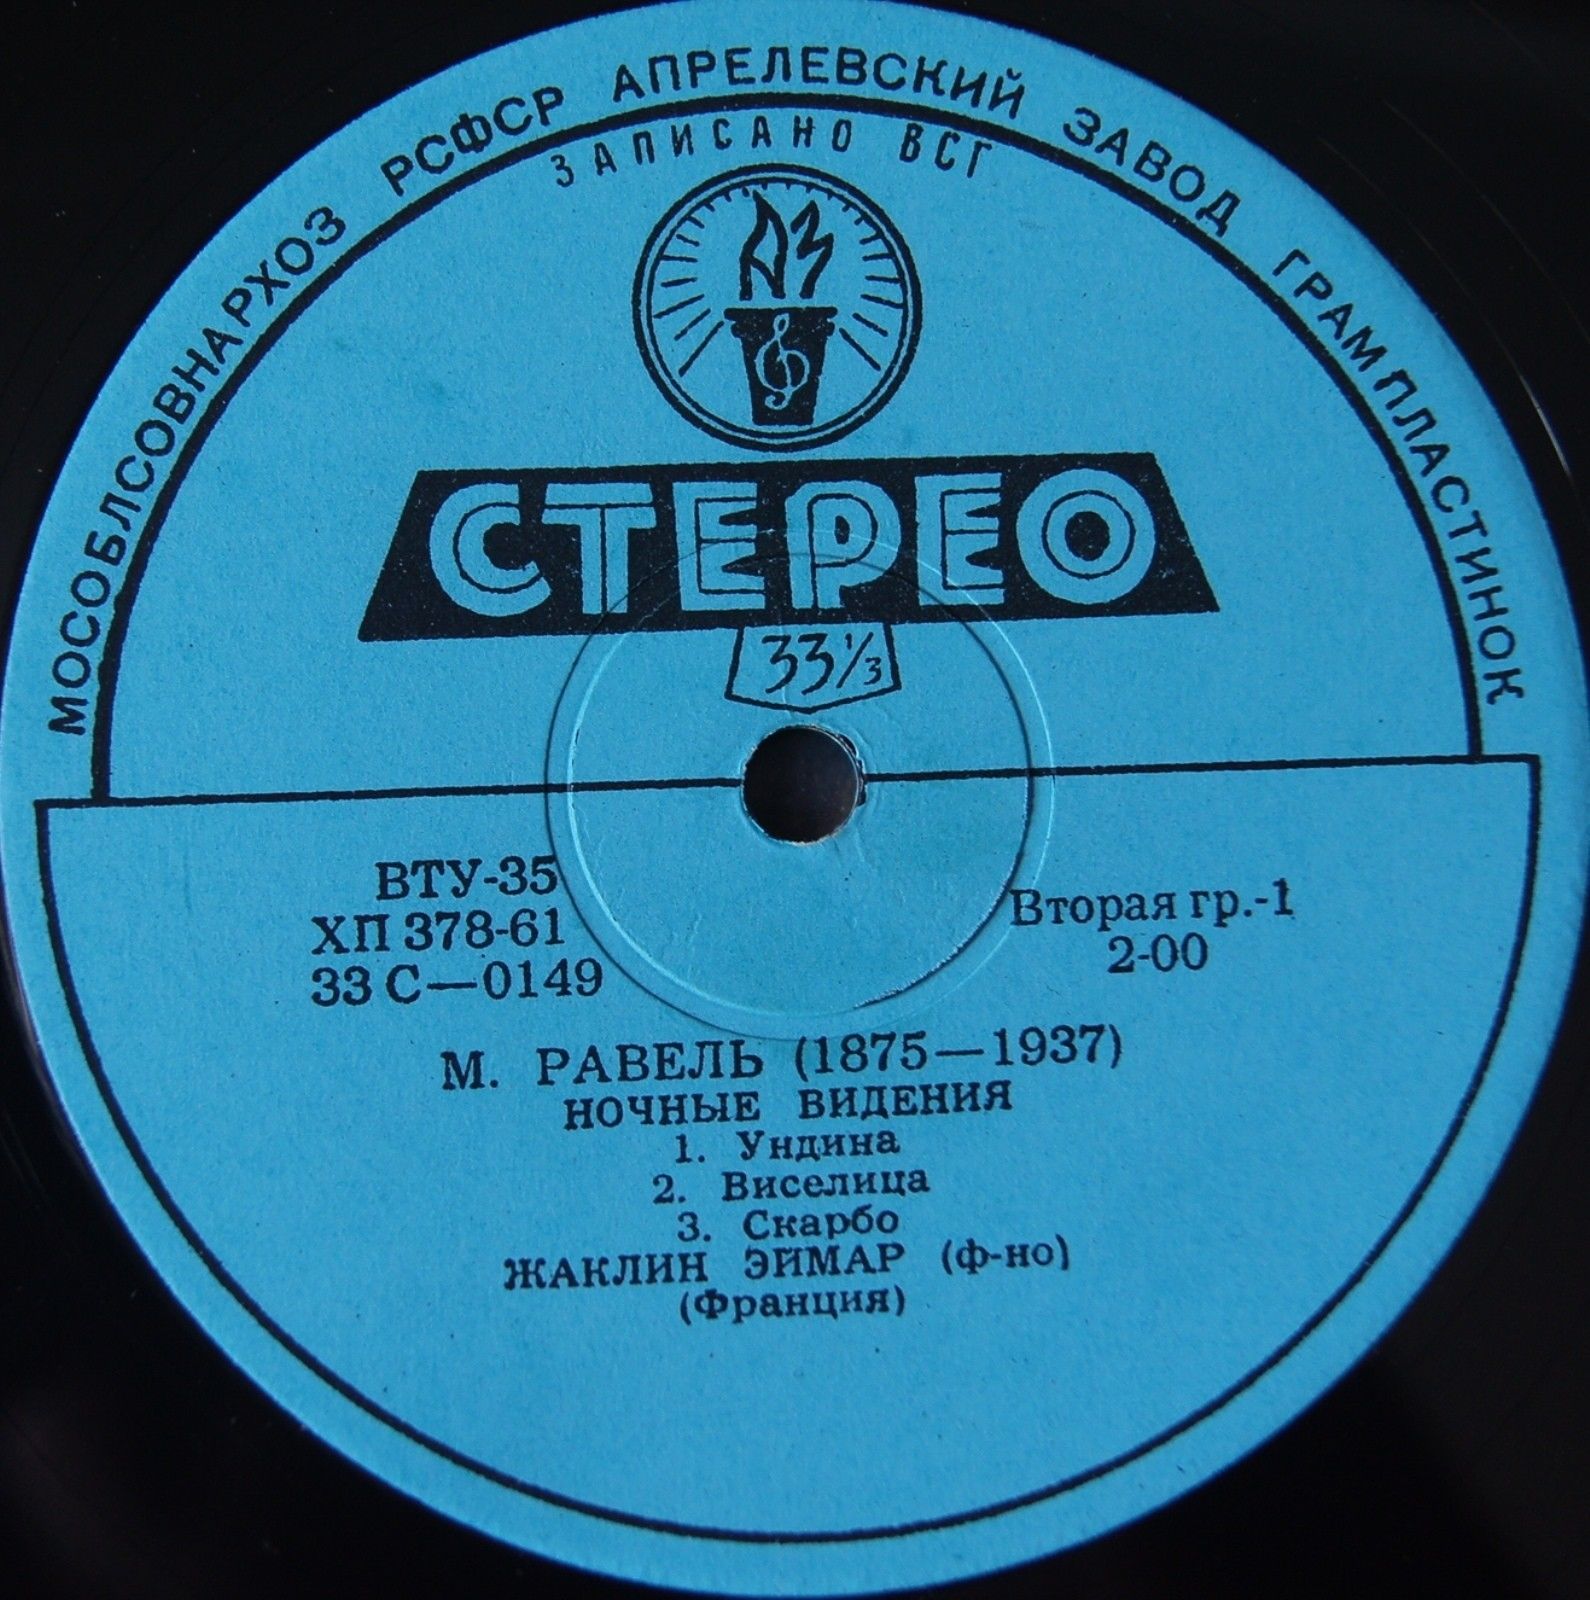 МОСОБЛСОВНАРХОЗ РСФСР АПРЕЛЕВСКИЙ ЗАВОД ГРАМПЛАСТИНОК
ЗАПИСАНО ВСГ
АЗ
СТЕРЕО
33⅓
ВТУ-35
ХП 378-61
33 С—0149
Вторая гр.-1
2-00
М. РАВЕЛЬ (1875—1937)
НОЧНЫЕ ВИДЕНИЯ
1. Ундина
2. Виселица
3. Скарбо
ЖАКЛИН ЭЙМАР (ф-но)
(Франция)